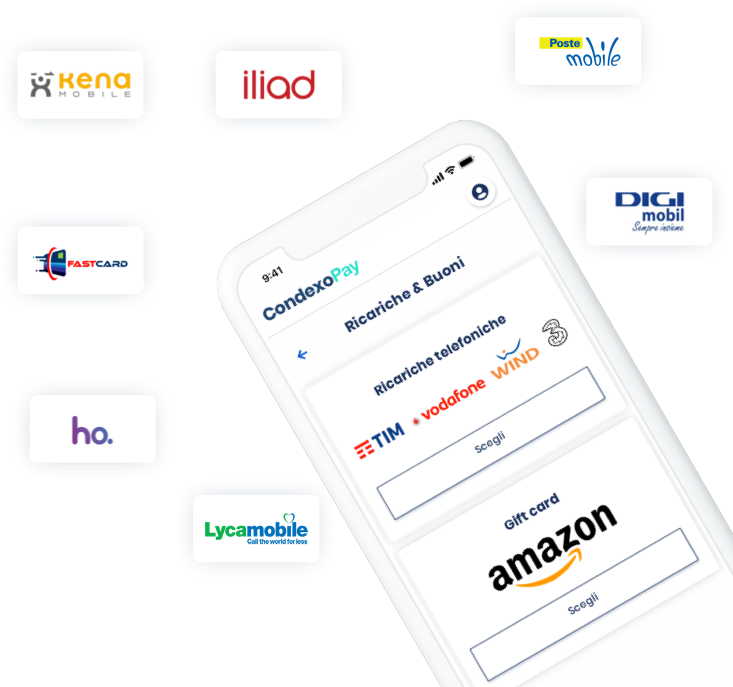 Poste
mobile
kena
MOBILE
iliad
DIGI
mobil
Sempre insieme
FASTCARD
9:41
CondexoPay
Ricariche & Buoni
Ricariche telefoniche
TIM vodafone WIND 3
Scegli
ho.
Lycamobile
Call the world for less
Gift card
amazon
Scegli